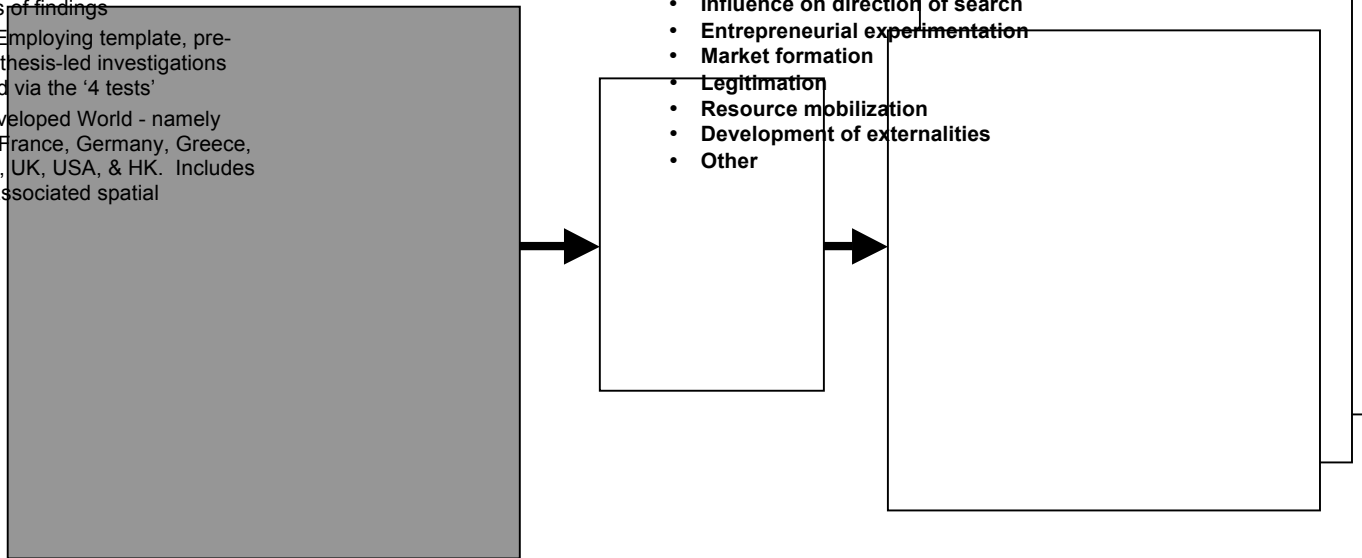 s of findings
Employing template, pre-
thesis-led investigations
d via the ‘4 tests’
veloped World - namely
France, Germany, Greece,
, UK, USA, & HK. Includes
ssociated spatial
• Influence on direction of search
• Entrepreneurial experimentation
• Market formation
• Legitimation
• Resource mobilization
• Development of externalities
• Other